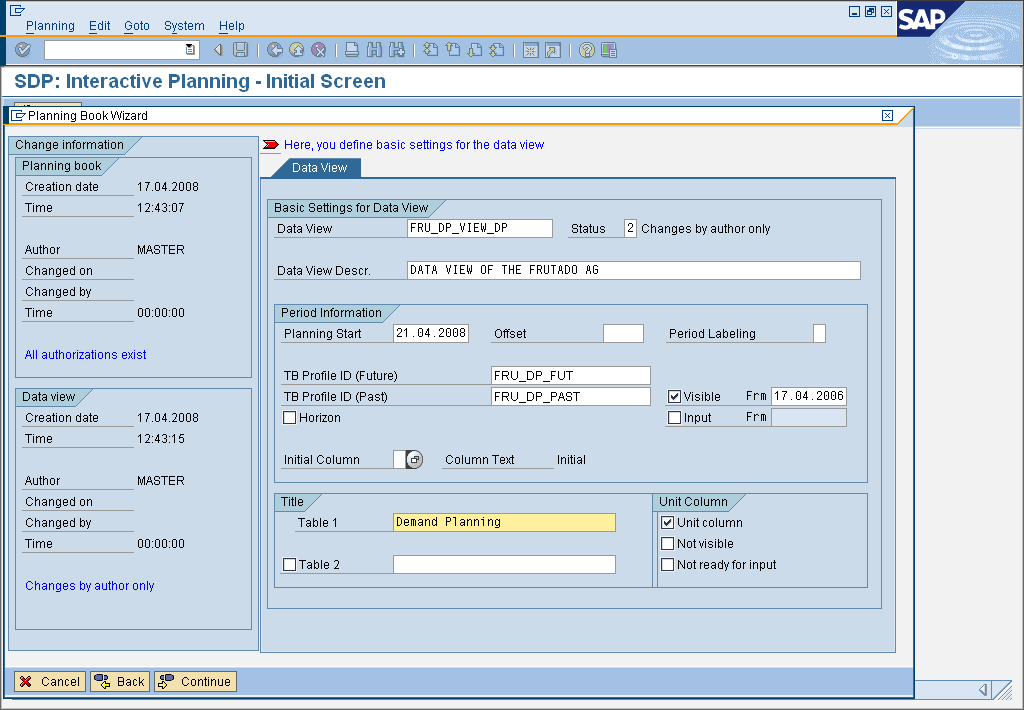 Planning Edit Goto System Help
SAP
SDP: Interactive Planning - Initial Screen
Planning Book Wizard
Change information
Planning book
Creation date 17.04.2008
Time 12:43:07
Author MASTER
Changed on
Changed by
Time 00:00:00
All authorizations exist
Data view
Creation date 17.04.2008
Time 12:43:15
Author MASTER
Changed on
Changed by
Time 00:00:00
Changes by author only
Here, you define basic settings for the data view
Data View
Basic Settings for Data View
Data View FRU_DP_VIEW_DP Status 2 Changes by author only
Data View Descr. DATA VIEW OF THE FRUTADO AG
Period Information
Planning Start 21.04.2008 Offset Period Labeling
TB Profile ID (Future) FRU_DP_FUT
TB Profile ID (Past) FRU_DP_PAST Visible Frm 17.04.2006
Horizon Input Frm
Initial Column Column Text Initial
Title
Table 1 Demand Planning
Table 2
Unit Column
Unit column
Not visible
Not ready for input
Cancel Back Continue